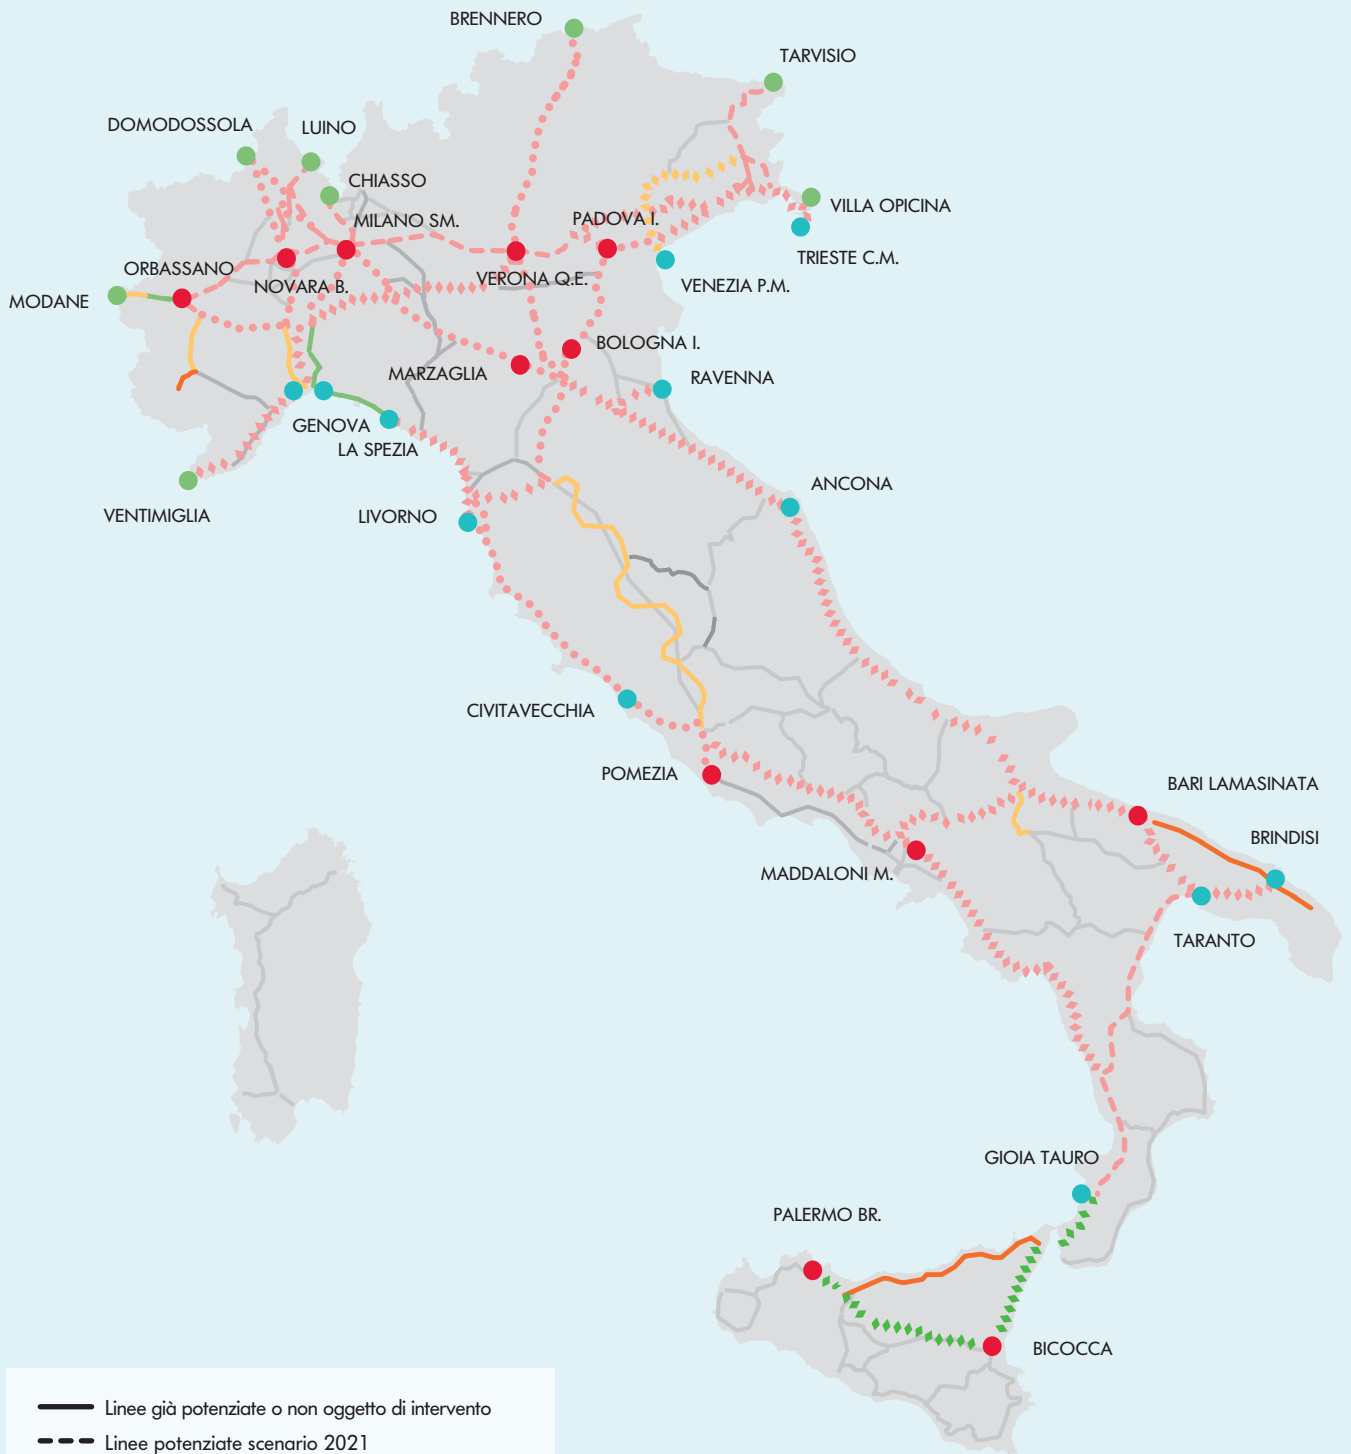 BRENNERO
TARVISIO
DOMODOSSOLA
LUINO
CHIASSO
MILANO SM.
PADOVA I.
VILLA OPICINA
TRIESTE C.M.
ORBASSANO
NOVARA B.
VERONA Q.E.
VENEZIA P.M.
MODANE
BOLOGNA I.
MARZAGLIA
RAVENNA
GENOVA
LA SPEZIA
ANCONA
VENTIMIGLIA
LIVORNO
CIVITAVECCHIA
POMEZIA
BARI LAMASINATA
BRINDISI
MADDALONI M.
TARANTO
GIOIA TAURO
PALERMO BR.
BICOCCA
Linee già potenziate o non oggetto di intervento
Linee potenziate scenario 2021